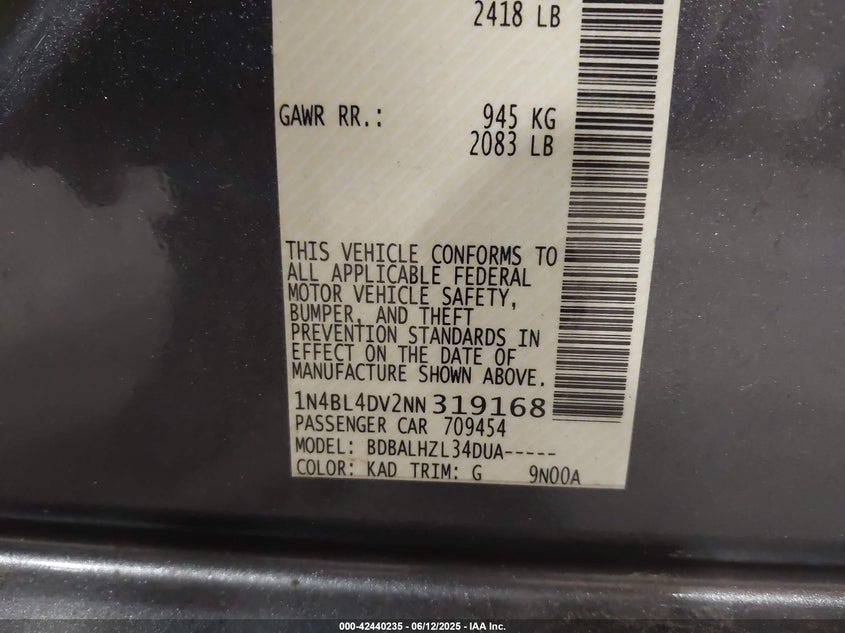 2418 LB
GAWR RR.: 945 KG
2083 LB
THIS VEHICLE CONFORMS TO
ALL APPLICABLE FEDERAL
MOTOR VEHICLE SAFETY,
BUMPER, AND THEFT
PREVENTION STANDARDS IN
EFFECT ON THE DATE OF
MANUFACTURE SHOWN ABOVE.
1N4BL4DV2NN 319168
PASSENGER CAR 709454
MODEL: BDBALHZL34DUA-----
COLOR: KAD TRIM: G 9N00A
000-42440235 - 06/12/2025 - IAA Inc.